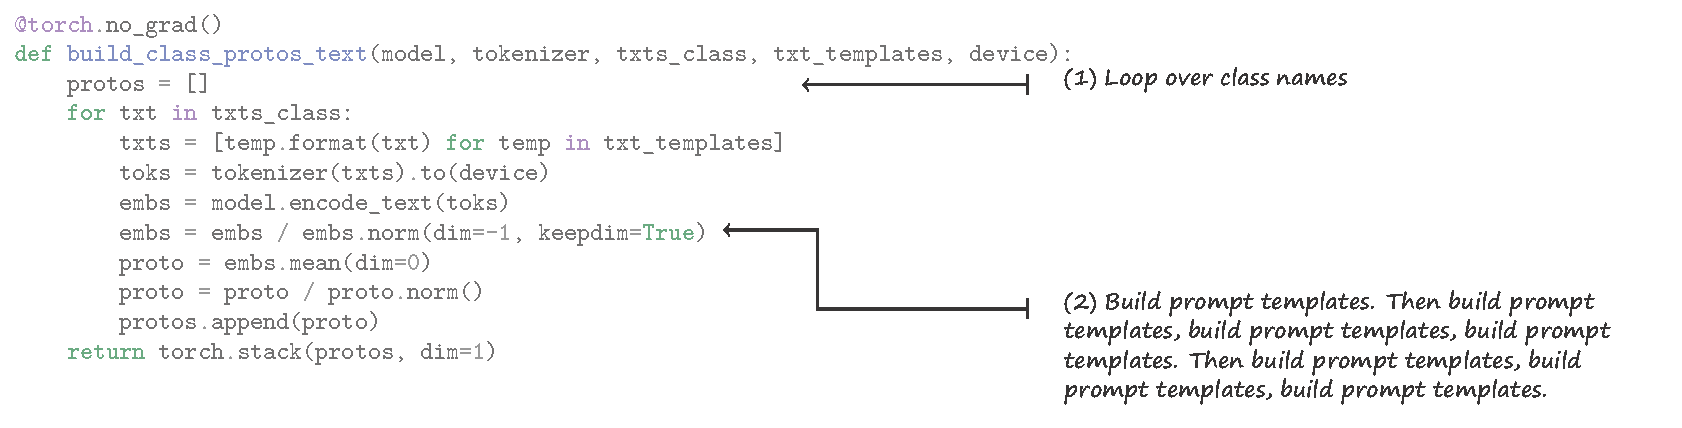 @torch.no_grad()
def build_class_protos_text(model, tokenizer, txts_class, txt_templates, device):
    protos = []
    for txt in txts_class:
        txts = [temp.format(txt) for temp in txt_templates]
        toks = tokenizer(txts).to(device)
        embs = model.encode_text(toks)
        embs = embs / embs.norm(dim=-1, keepdim=True)
        proto = embs.mean(dim=0)
        proto = proto / proto.norm()
        protos.append(proto)
    return torch.stack(protos, dim=1)
(1) Loop over class names
(2) Build prompt templates. Then build prompt
templates, build prompt templates, build prompt
templates. Then build prompt templates, build
prompt templates, build prompt templates.